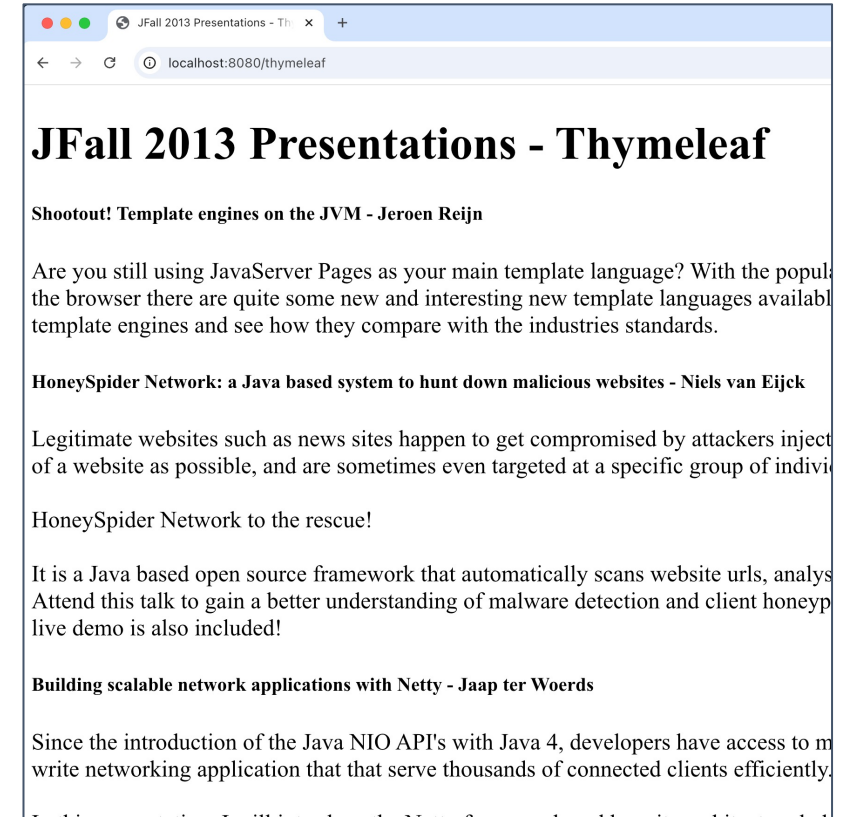 JFall 2013 Presentations - Th
localhost:8080/thymeleaf
JFall 2013 Presentations - Thymeleaf
Shootout! Template engines on the JVM - Jeroen Reijn
Are you still using JavaServer Pages as your main template language? With the
the browser there are quite some new and interesting new template languages
template engines and see how they compare with the industries standards.
HoneySpider Network: a Java based system to hunt down malicious websites - Niels van Eijck
Legitimate websites such as news sites happen to get compromised by attackers
of a website as possible, and are sometimes even targeted at a specific group of
HoneySpider Network to the rescue!
It is a Java based open source framework that automatically scans website urls,
Attend this talk to gain a better understanding of malware detection and client
live demo is also included!
Building scalable network applications with Netty - Jaap ter Woerds
Since the introduction of the Java NIO API's with Java 4, developers have access to
write networking application that that serve thousands of connected clients efficiently.